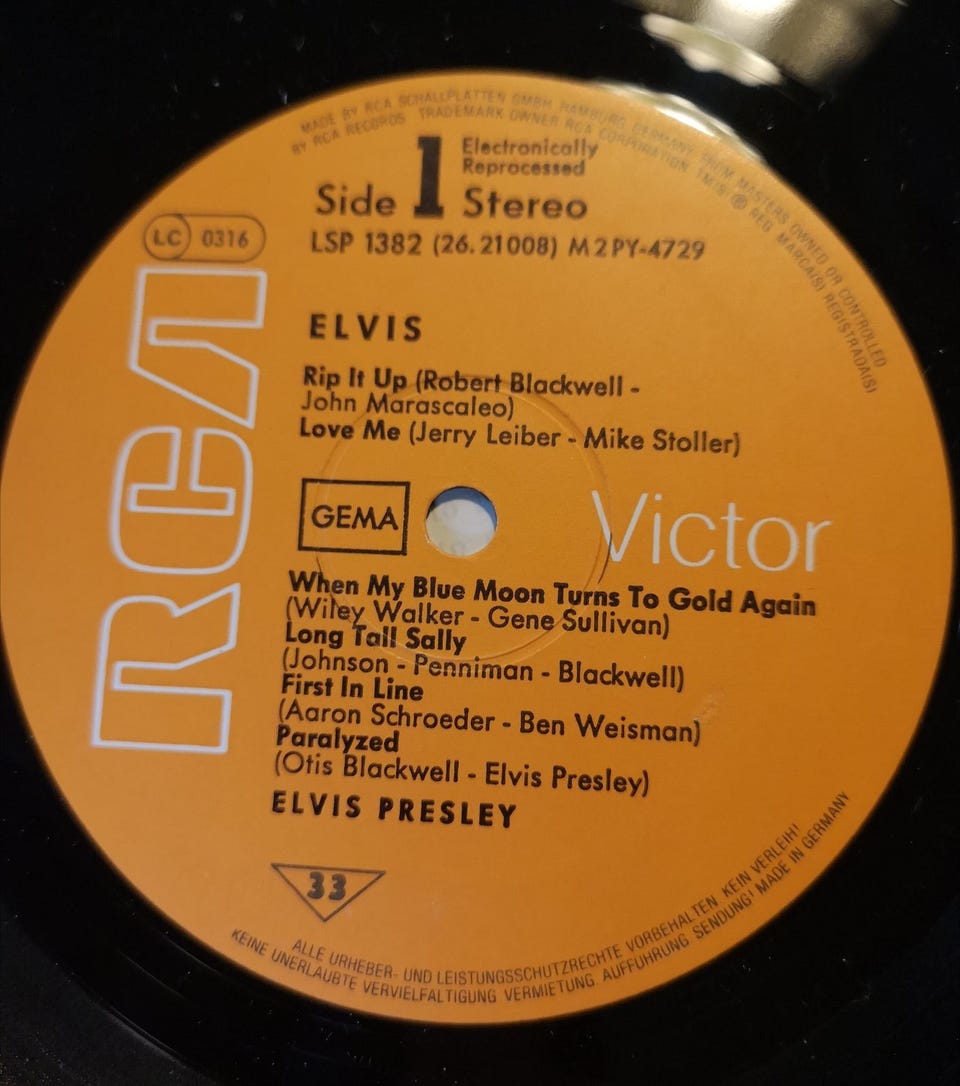 MADE BY RCA SCHALLPLATTEN GMBH HAMBURG GERMANY FROM MASTERS OWNED OR CONTROLLED
BY RCA RECORDS TRADEMARK OWNER RCA CORPORATION TM(S) ® REG. MARCA(S) REGISTRADA(S)
Side 1
Electronically
Reprocessed
Stereo
LC 0316
LSP 1382 (26.21008) M2PY-4729
RCA
ELVIS
Rip It Up (Robert Blackwell -
John Marascaleo)
Love Me (Jerry Leiber - Mike Stoller)
GEMA
Victor
When My Blue Moon Turns To Gold Again
(Wiley Walker - Gene Sullivan)
Long Tall Sally
(Johnson - Penniman - Blackwell)
First In Line
(Aaron Schroeder - Ben Weisman)
Paralyzed
(Otis Blackwell - Elvis Presley)
ELVIS PRESLEY
33
ALLE URHEBER- UND LEISTUNGSSCHUTZRECHTE VORBEHALTEN. KEIN VERLEIH!
KEINE UNERLAUBTE VERVIELFÄLTIGUNG VERMIETUNG. AUFFÜHRUNG SENDUNG! MADE IN GERMANY